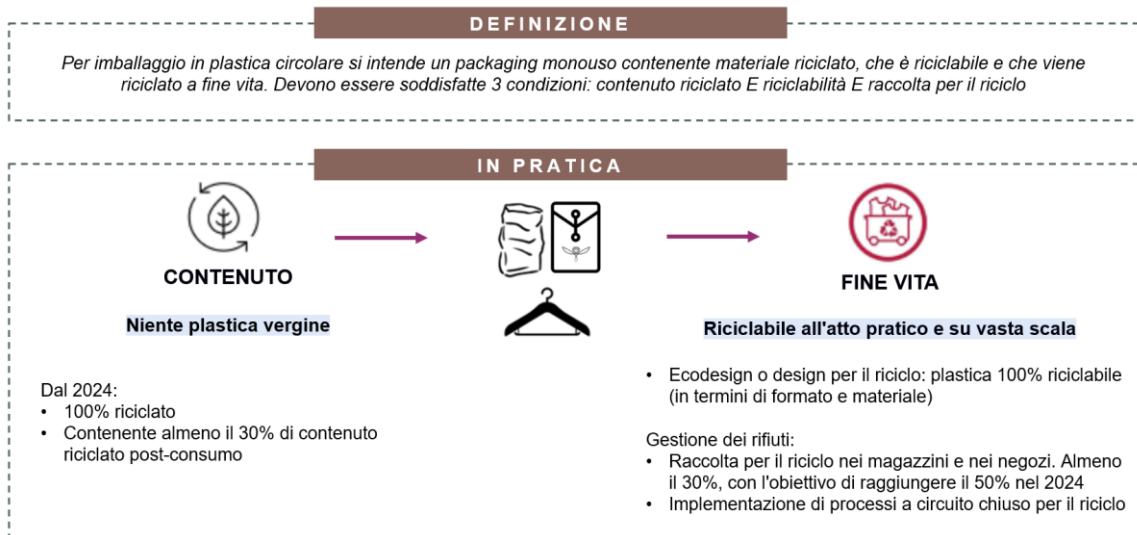 DEFINIZIONE
Per imballaggio in plastica circolare si intende un packaging monouso contenente materiale riciclato, che è riciclabile e che viene
riciclato a fine vita. Devono essere soddisfatte 3 condizioni: contenuto riciclato E riciclabilità E raccolta per il riciclo
IN PRATICA
CONTENUTO
Niente plastica vergine
Dal 2024:
• 100% riciclato
• Contenente almeno il 30% di contenuto
riciclato post-consumo
FINE VITA
Riciclabile all'atto pratico e su vasta scala
• Ecodesign o design per il riciclo: plastica 100% riciclabile
(in termini di formato e materiale)
Gestione dei rifiuti:
• Raccolta per il riciclo nei magazzini e nei negozi. Almeno
il 30%, con l'obiettivo di raggiungere il 50% nel 2024
• Implementazione di processi a circuito chiuso per il riciclo